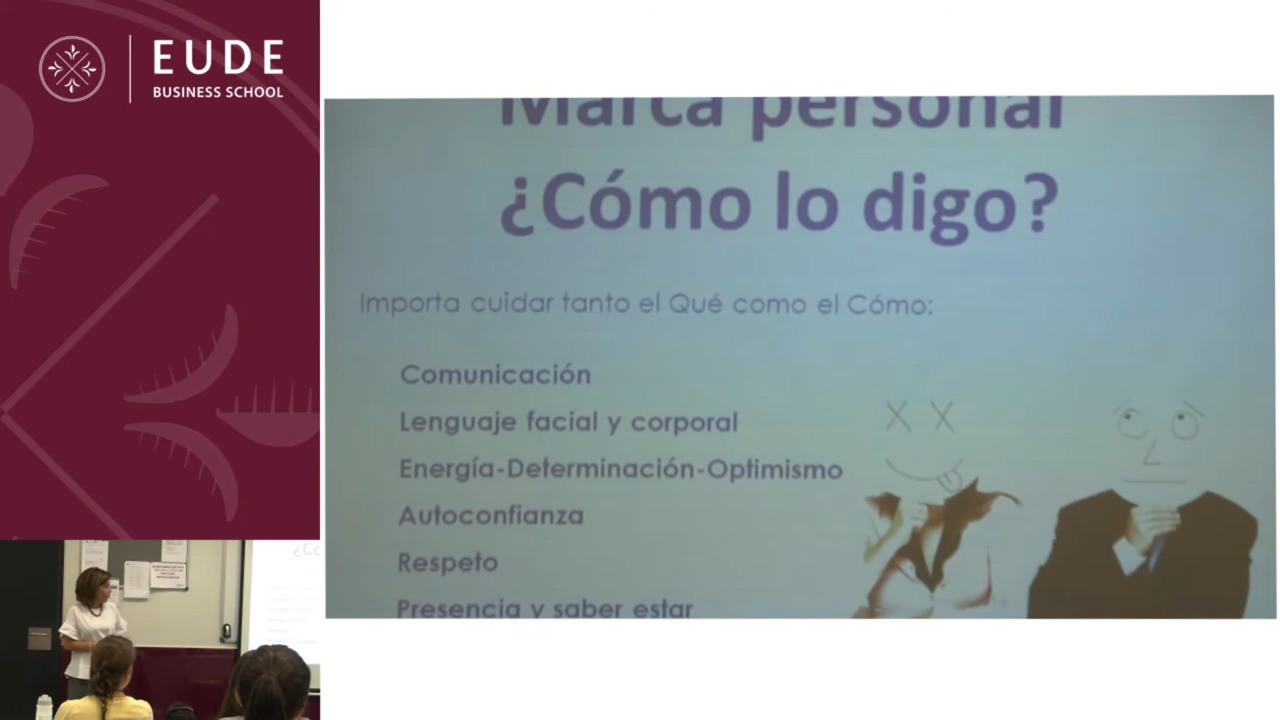 EUDE
BUSINESS SCHOOL
Marca personal
¿Cómo lo digo?
Importa cuidar tanto el Qué como el Cómo:
Comunicación
Lenguaje facial y corporal
Energía-Determinación-Optimismo
Autoconfianza
Respeto
Presencia y saber estar